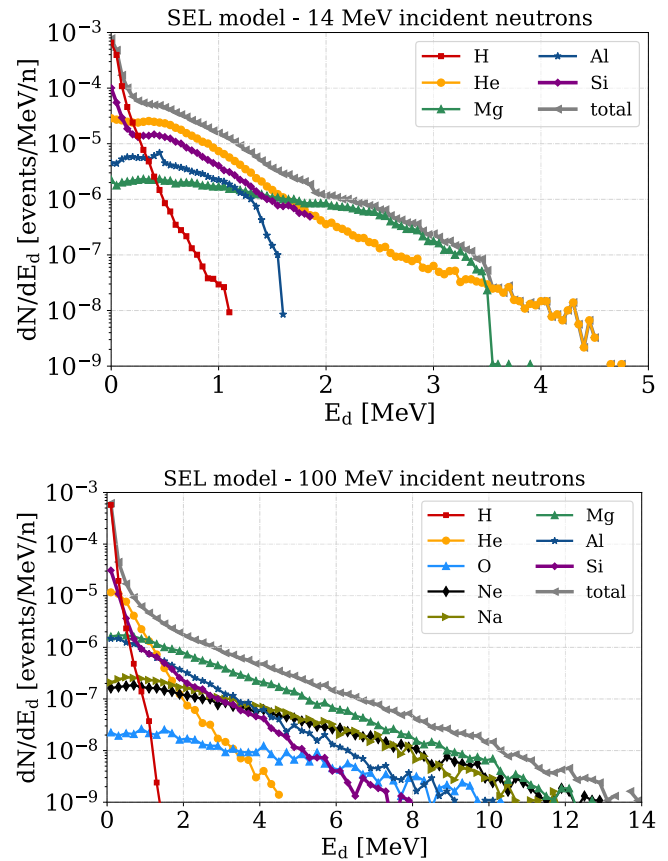 SEL model - 14 MeV incident neutrons
dN/dE_d [events/MeV/n]
10^−3
10^−4
10^−5
10^−6
10^−7
10^−8
10^−9
H
He
Mg
Al
Si
total
0 1 2 3 4 5
E_d [MeV]
SEL model - 100 MeV incident neutrons
dN/dE_d [events/MeV/n]
10^−3
10^−4
10^−5
10^−6
10^−7
10^−8
10^−9
H
He
O
Ne
Na
Mg
Al
Si
total
0 2 4 6 8 10 12 14
E_d [MeV]